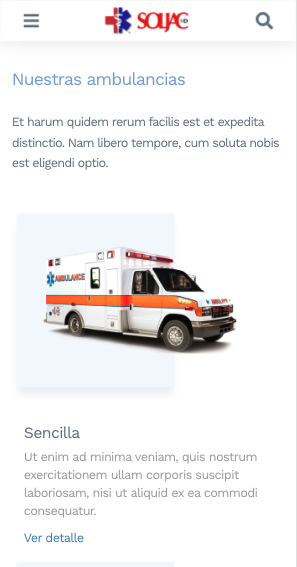 SOLJAC MD
Nuestras ambulancias
Et harum quidem rerum facilis est et expedita
distinctio. Nam libero tempore, cum soluta nobis
est eligendi optio.
AMBULANCE
Sencilla
Ut enim ad minima veniam, quis nostrum
exercitationem ullam corporis suscipit
laboriosam, nisi ut aliquid ex ea commodi
consequatur.
Ver detalle